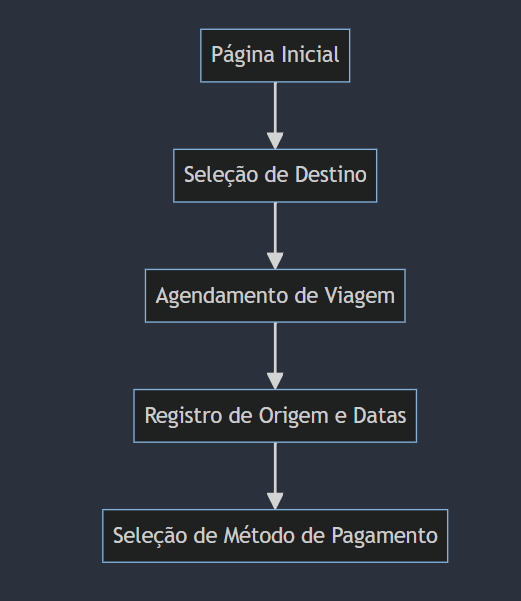 Página Inicial
Seleção de Destino
Agendamento de Viagem
Registro de Origem e Datas
Seleção de Método de Pagamento